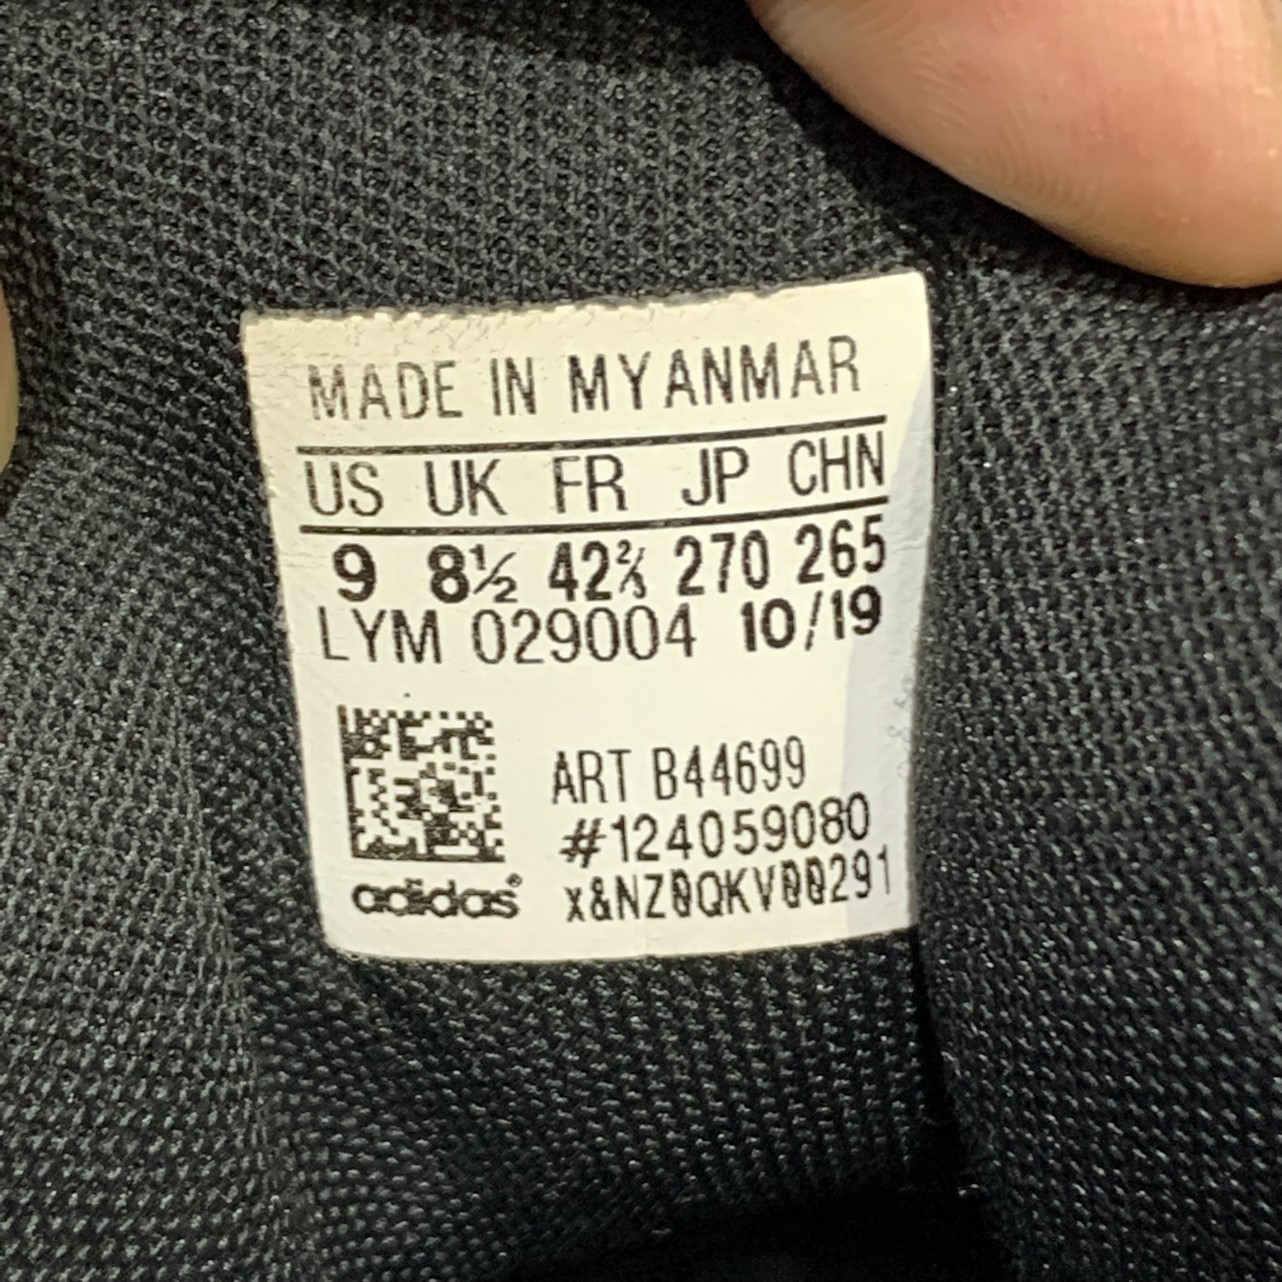 MADE IN MYANMAR
US UK FR JP CHN
9 8½ 42⅔ 270 265
LYM 029004 10/19
ART B44699
#124059080
x&NZ0QKV00291
adidas®